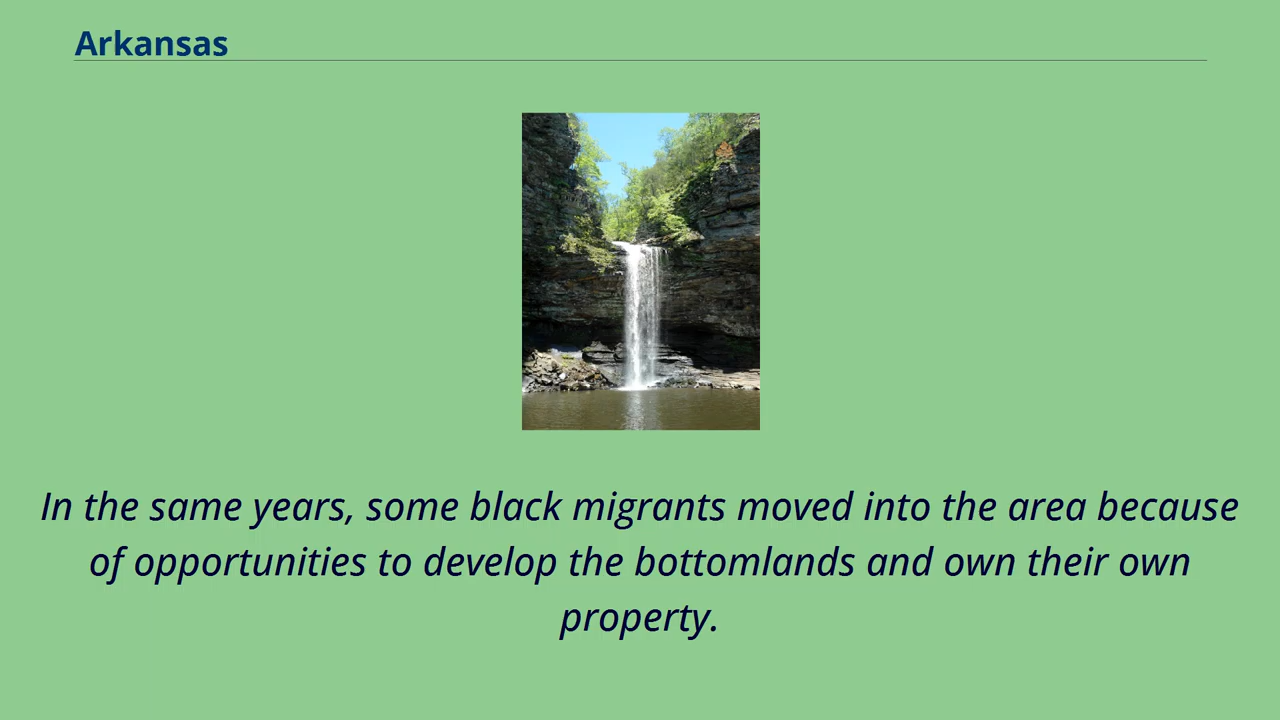 Arkansas
In the same years, some black migrants moved into the area because
of opportunities to develop the bottomlands and own their own
property.